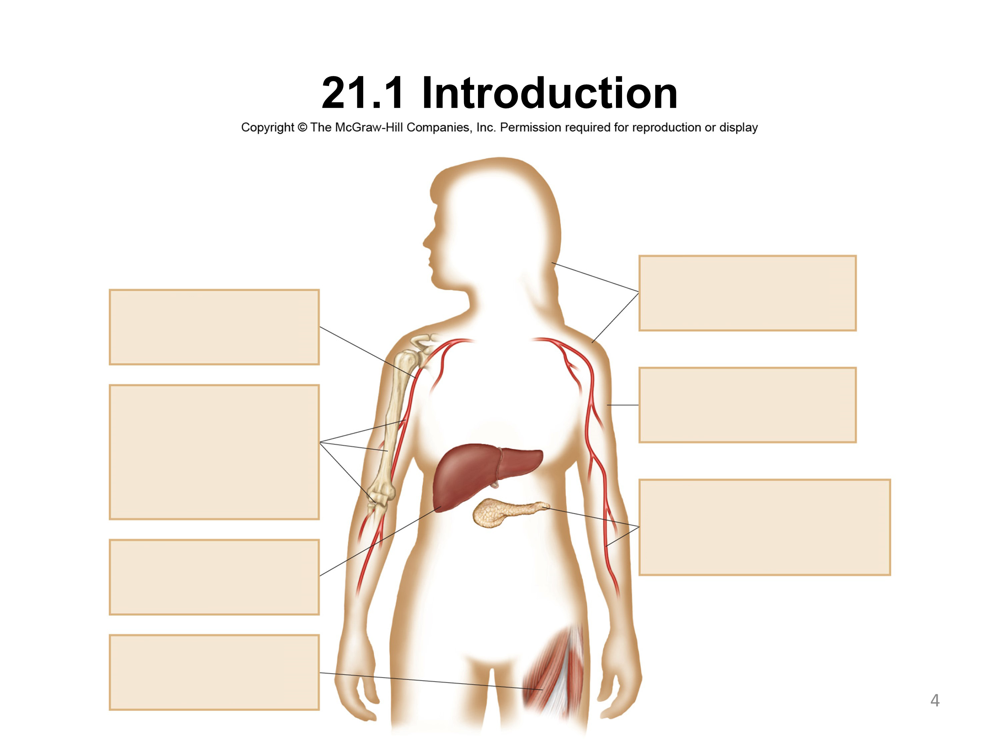 21.1 Introduction
Copyright © The McGraw-Hill Companies, Inc. Permission required for reproduction or display
4